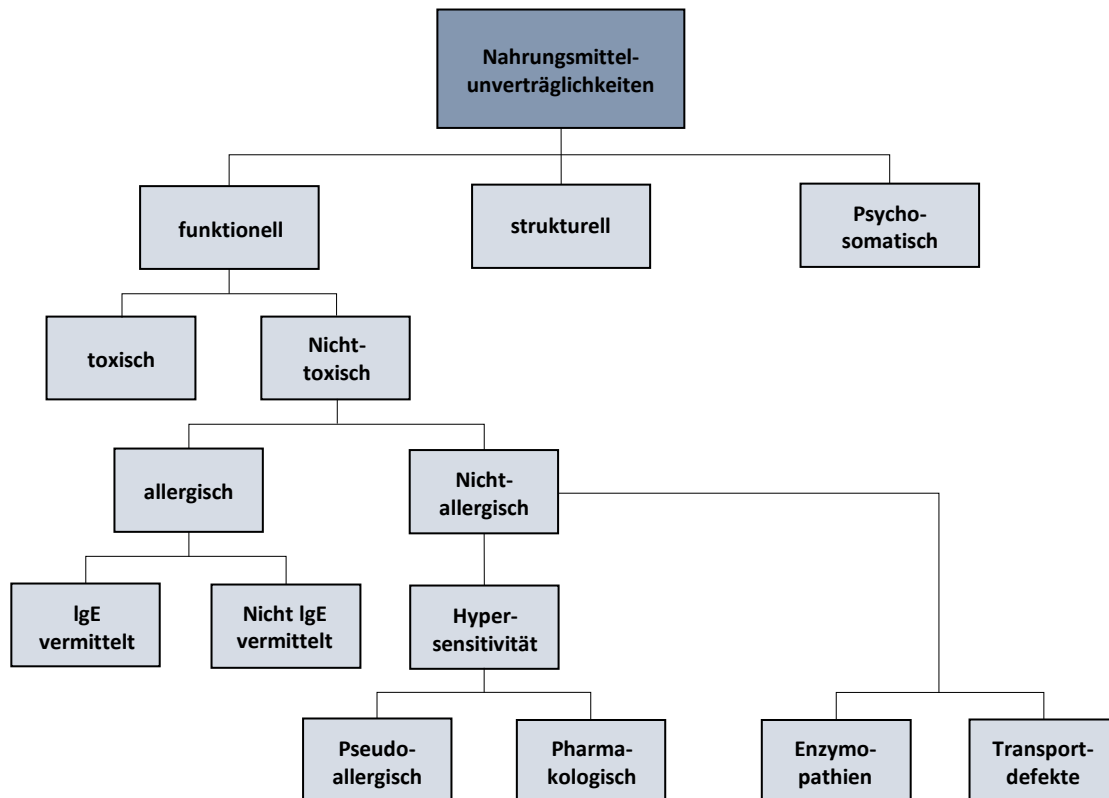 Nahrungsmittel-
unverträglichkeiten
funktionell
strukturell
Psycho-
somatisch
toxisch
Nicht-
toxisch
allergisch
Nicht-
allergisch
IgE
vermittelt
Nicht IgE
vermittelt
Hyper-
sensitivität
Pseudo-
allergisch
Pharma-
kologisch
Enzymo-
pathien
Transport-
defekte